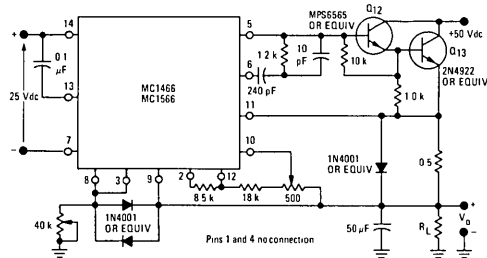 MPS6565
OR EQUIV
Q12
+50 Vdc
14
5
1.2 k
10
pF
10 k
Q13
2N4922
OR EQUIV
+
0 1
µF
25 Vdc
13
MC1466
MC1566
6
240 pF
1 0 k
11
7
-
10
1N4001
OR EQUIV
0 5
8
3
9
2
12
8 5 k
18 k
500
+
40 k
1N4001
OR EQUIV
Pins 1 and 4 no connection
50 µF
RL
Vo
-